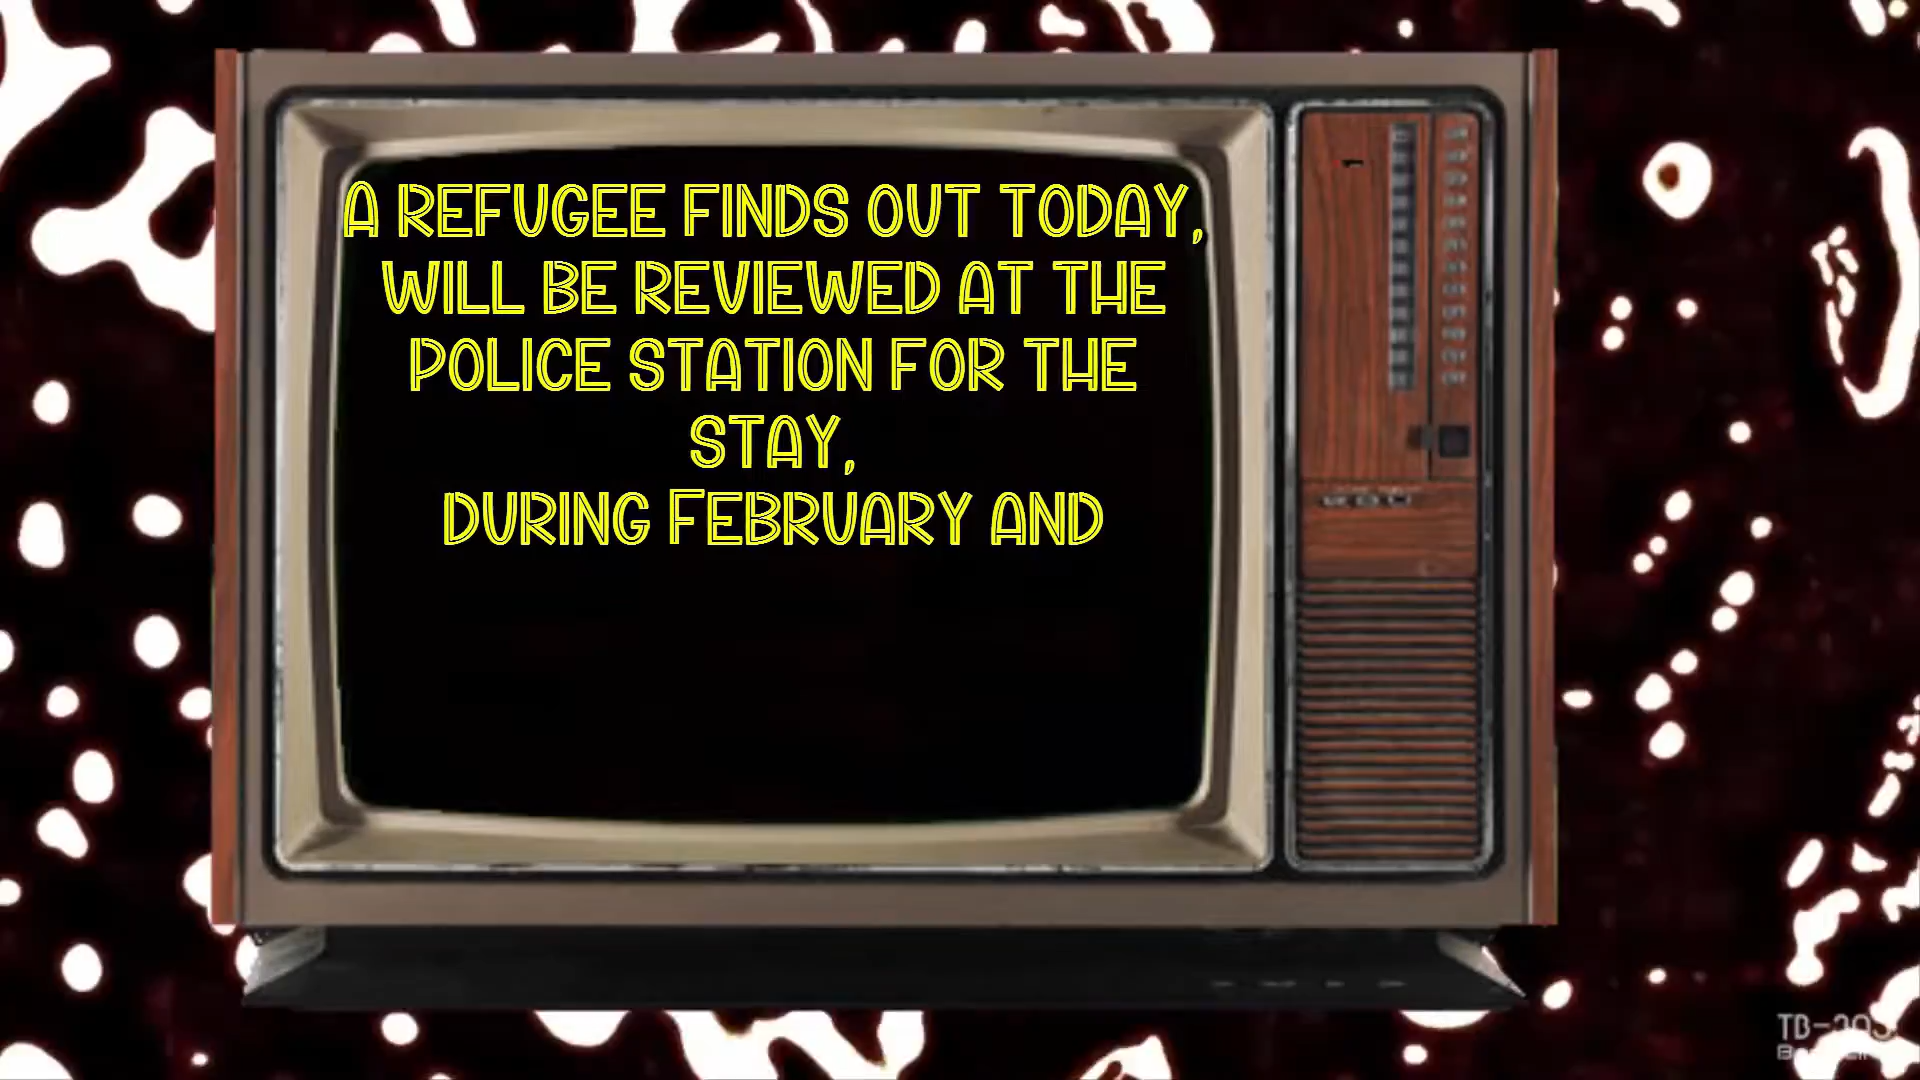 A REFUGEE FINDS OUT TODAY,
WILL BE REVIEWED AT THE
POLICE STATION FOR THE
STAY,
DURING FEBRUARY AND